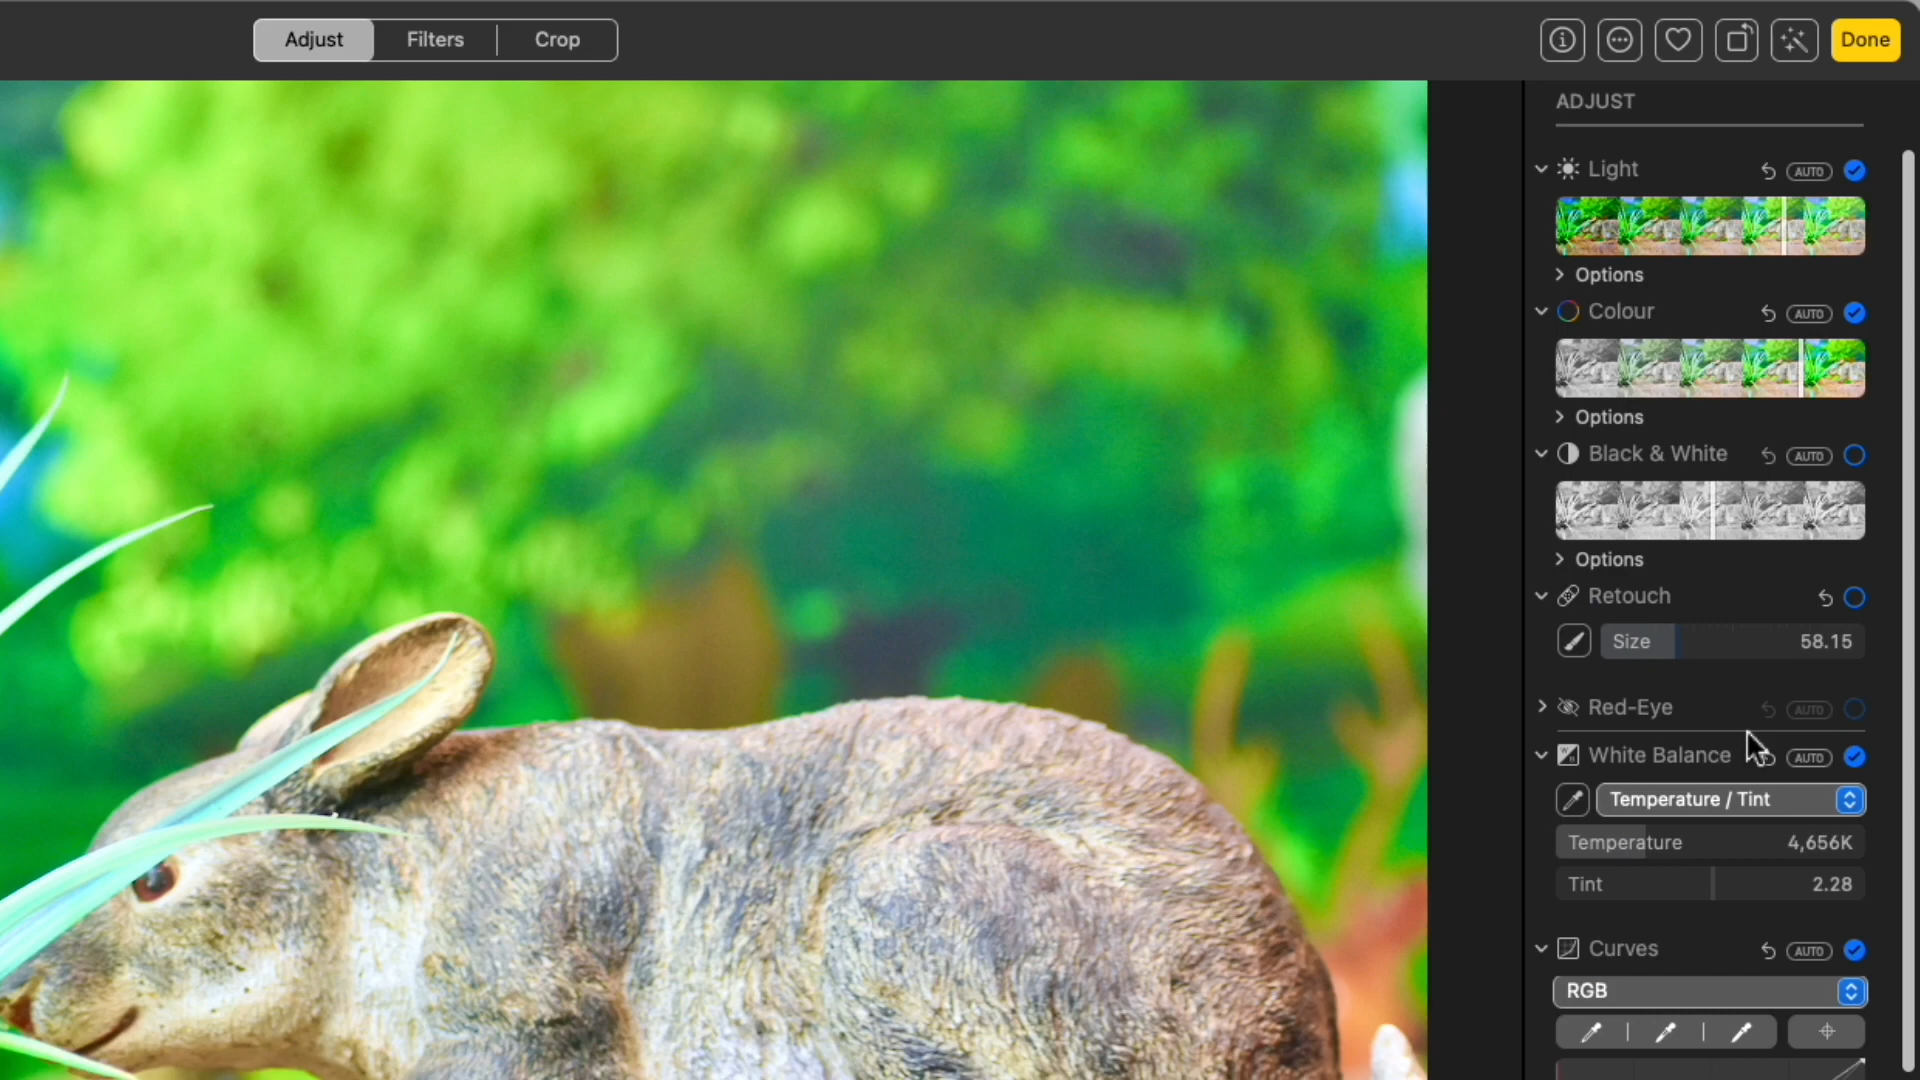 Adjust Filters Crop
Done
ADJUST
Light AUTO
Options
Colour AUTO
Options
Black & White AUTO
Options
Retouch
Size 58.15
Red-Eye AUTO
White Balance AUTO
Temperature / Tint
Temperature 4,656K
Tint 2.28
Curves AUTO
RGB